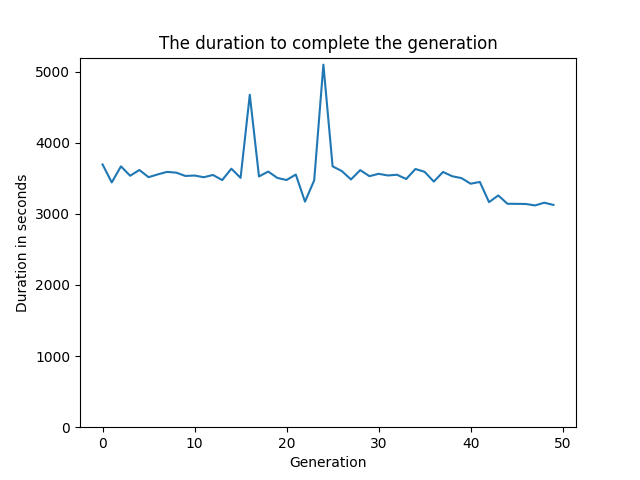 The duration to complete the generation
5000
4000
3000
2000
1000
0
Duration in seconds
0 10 20 30 40 50
Generation